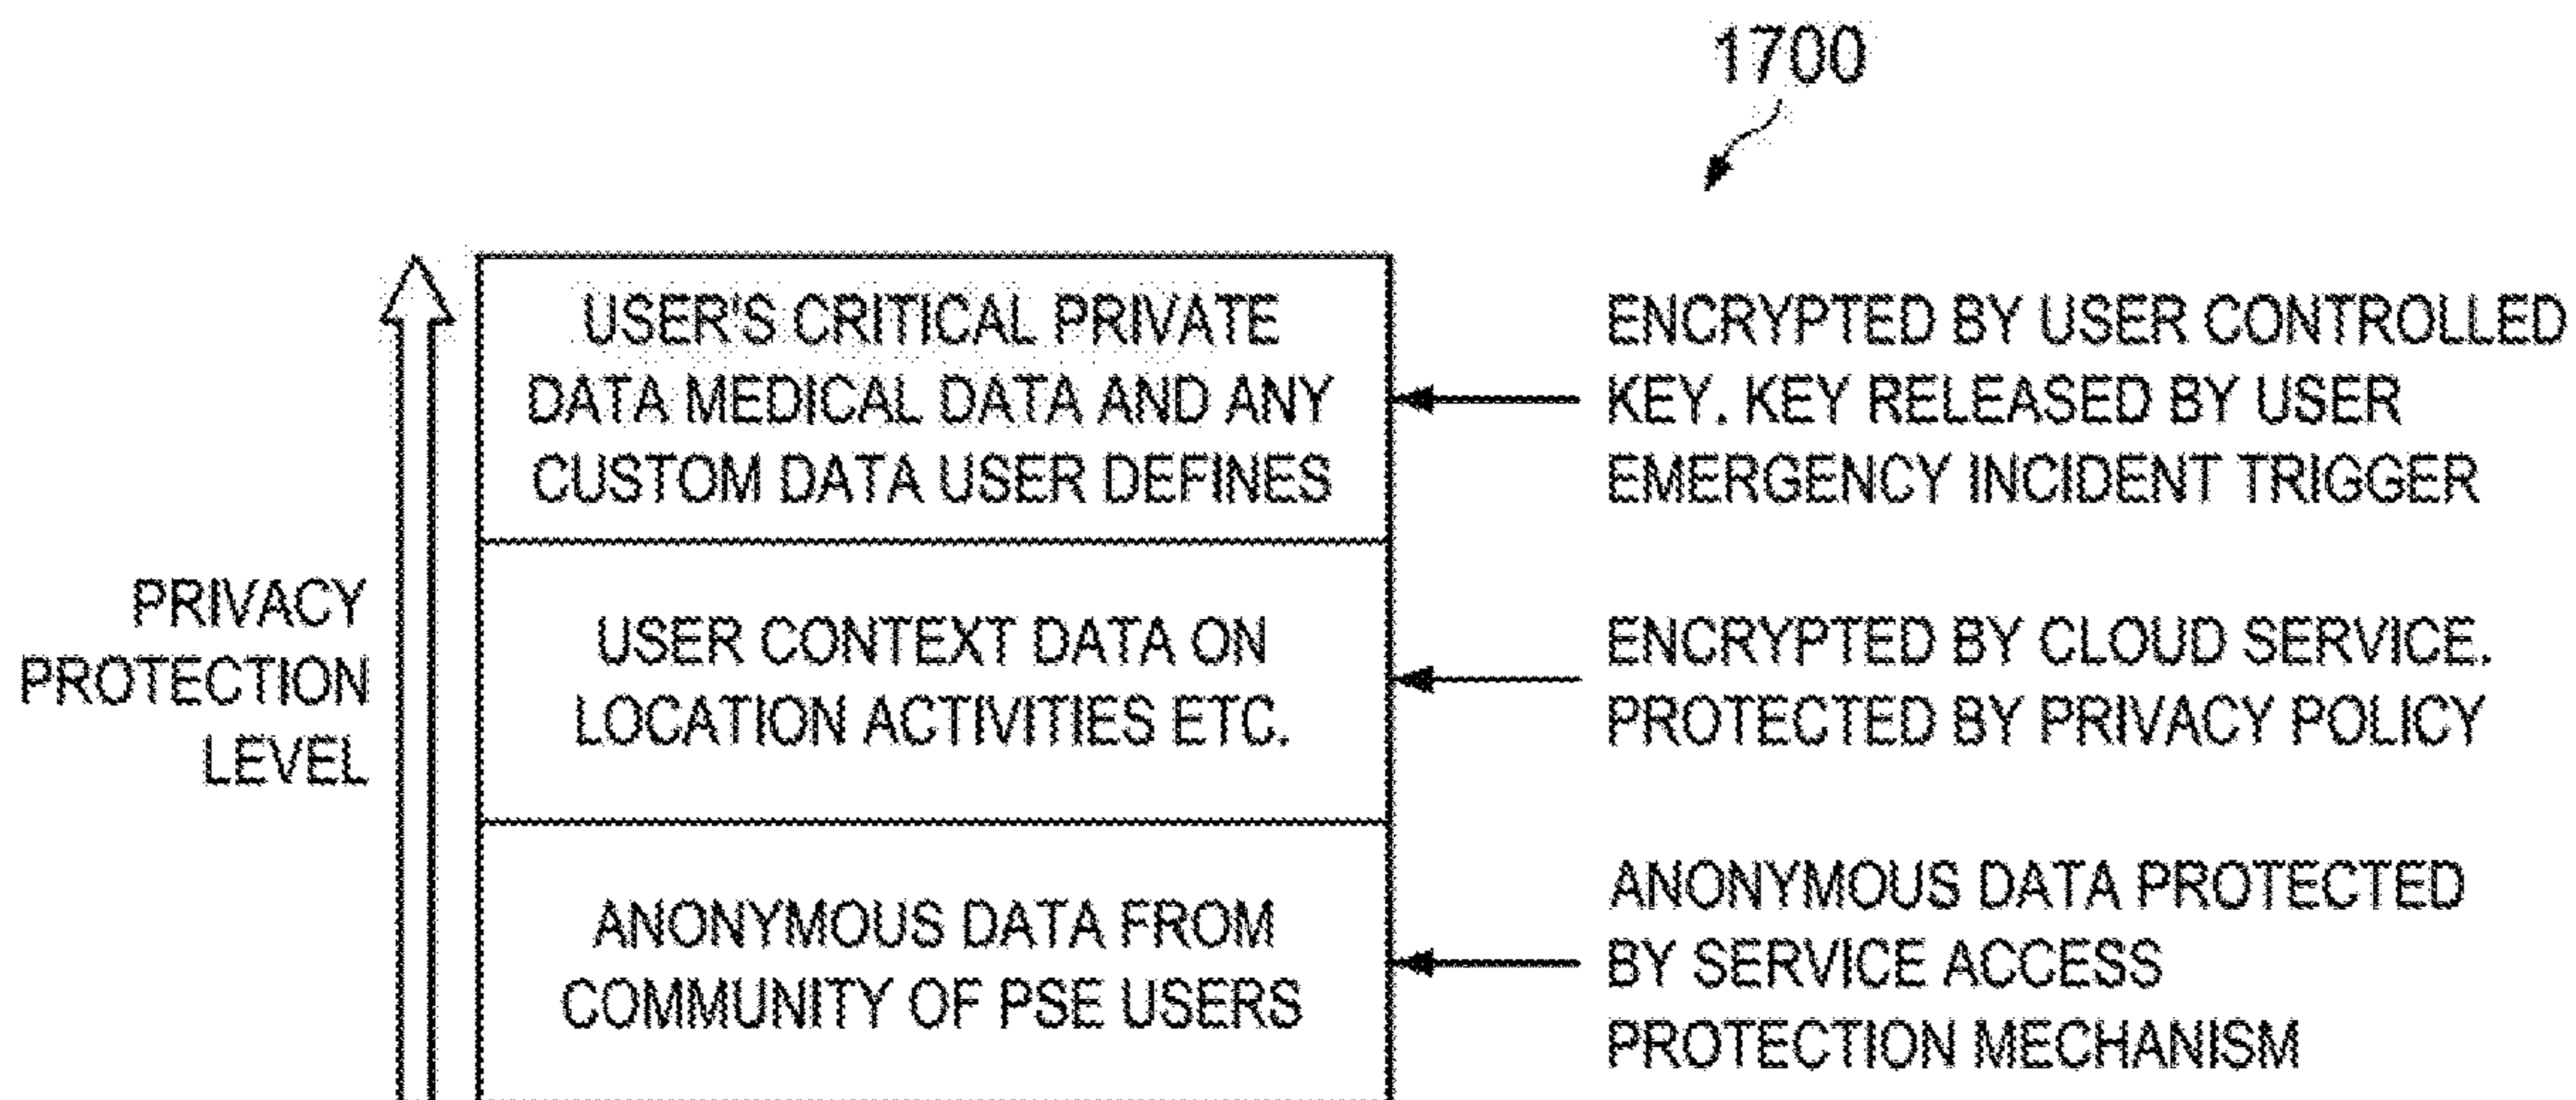 1700
USER'S CRITICAL PRIVATE
DATA MEDICAL DATA AND ANY
CUSTOM DATA USER DEFINES
ENCRYPTED BY USER CONTROLLED
KEY. KEY RELEASED BY USER
EMERGENCY INCIDENT TRIGGER
PRIVACY
PROTECTION
LEVEL
USER CONTEXT DATA ON
LOCATION ACTIVITIES ETC.
ENCRYPTED BY CLOUD SERVICE.
PROTECTED BY PRIVACY POLICY
ANONYMOUS DATA FROM
COMMUNITY OF PSE USERS
ANONYMOUS DATA PROTECTED
BY SERVICE ACCESS
PROTECTION MECHANISM